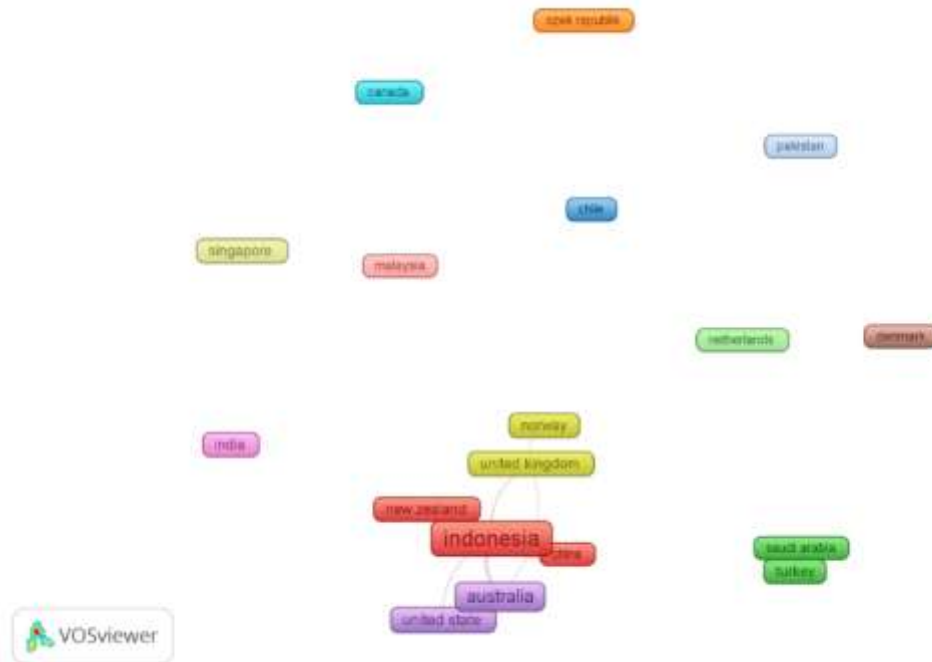 czek republik
canada
pakistan
chile
singapore
malaysia
netherlands
denmark
norway
india
united kingdom
new zealand
indonesia
china
saudi arabia
turkey
australia
united state
VOSviewer